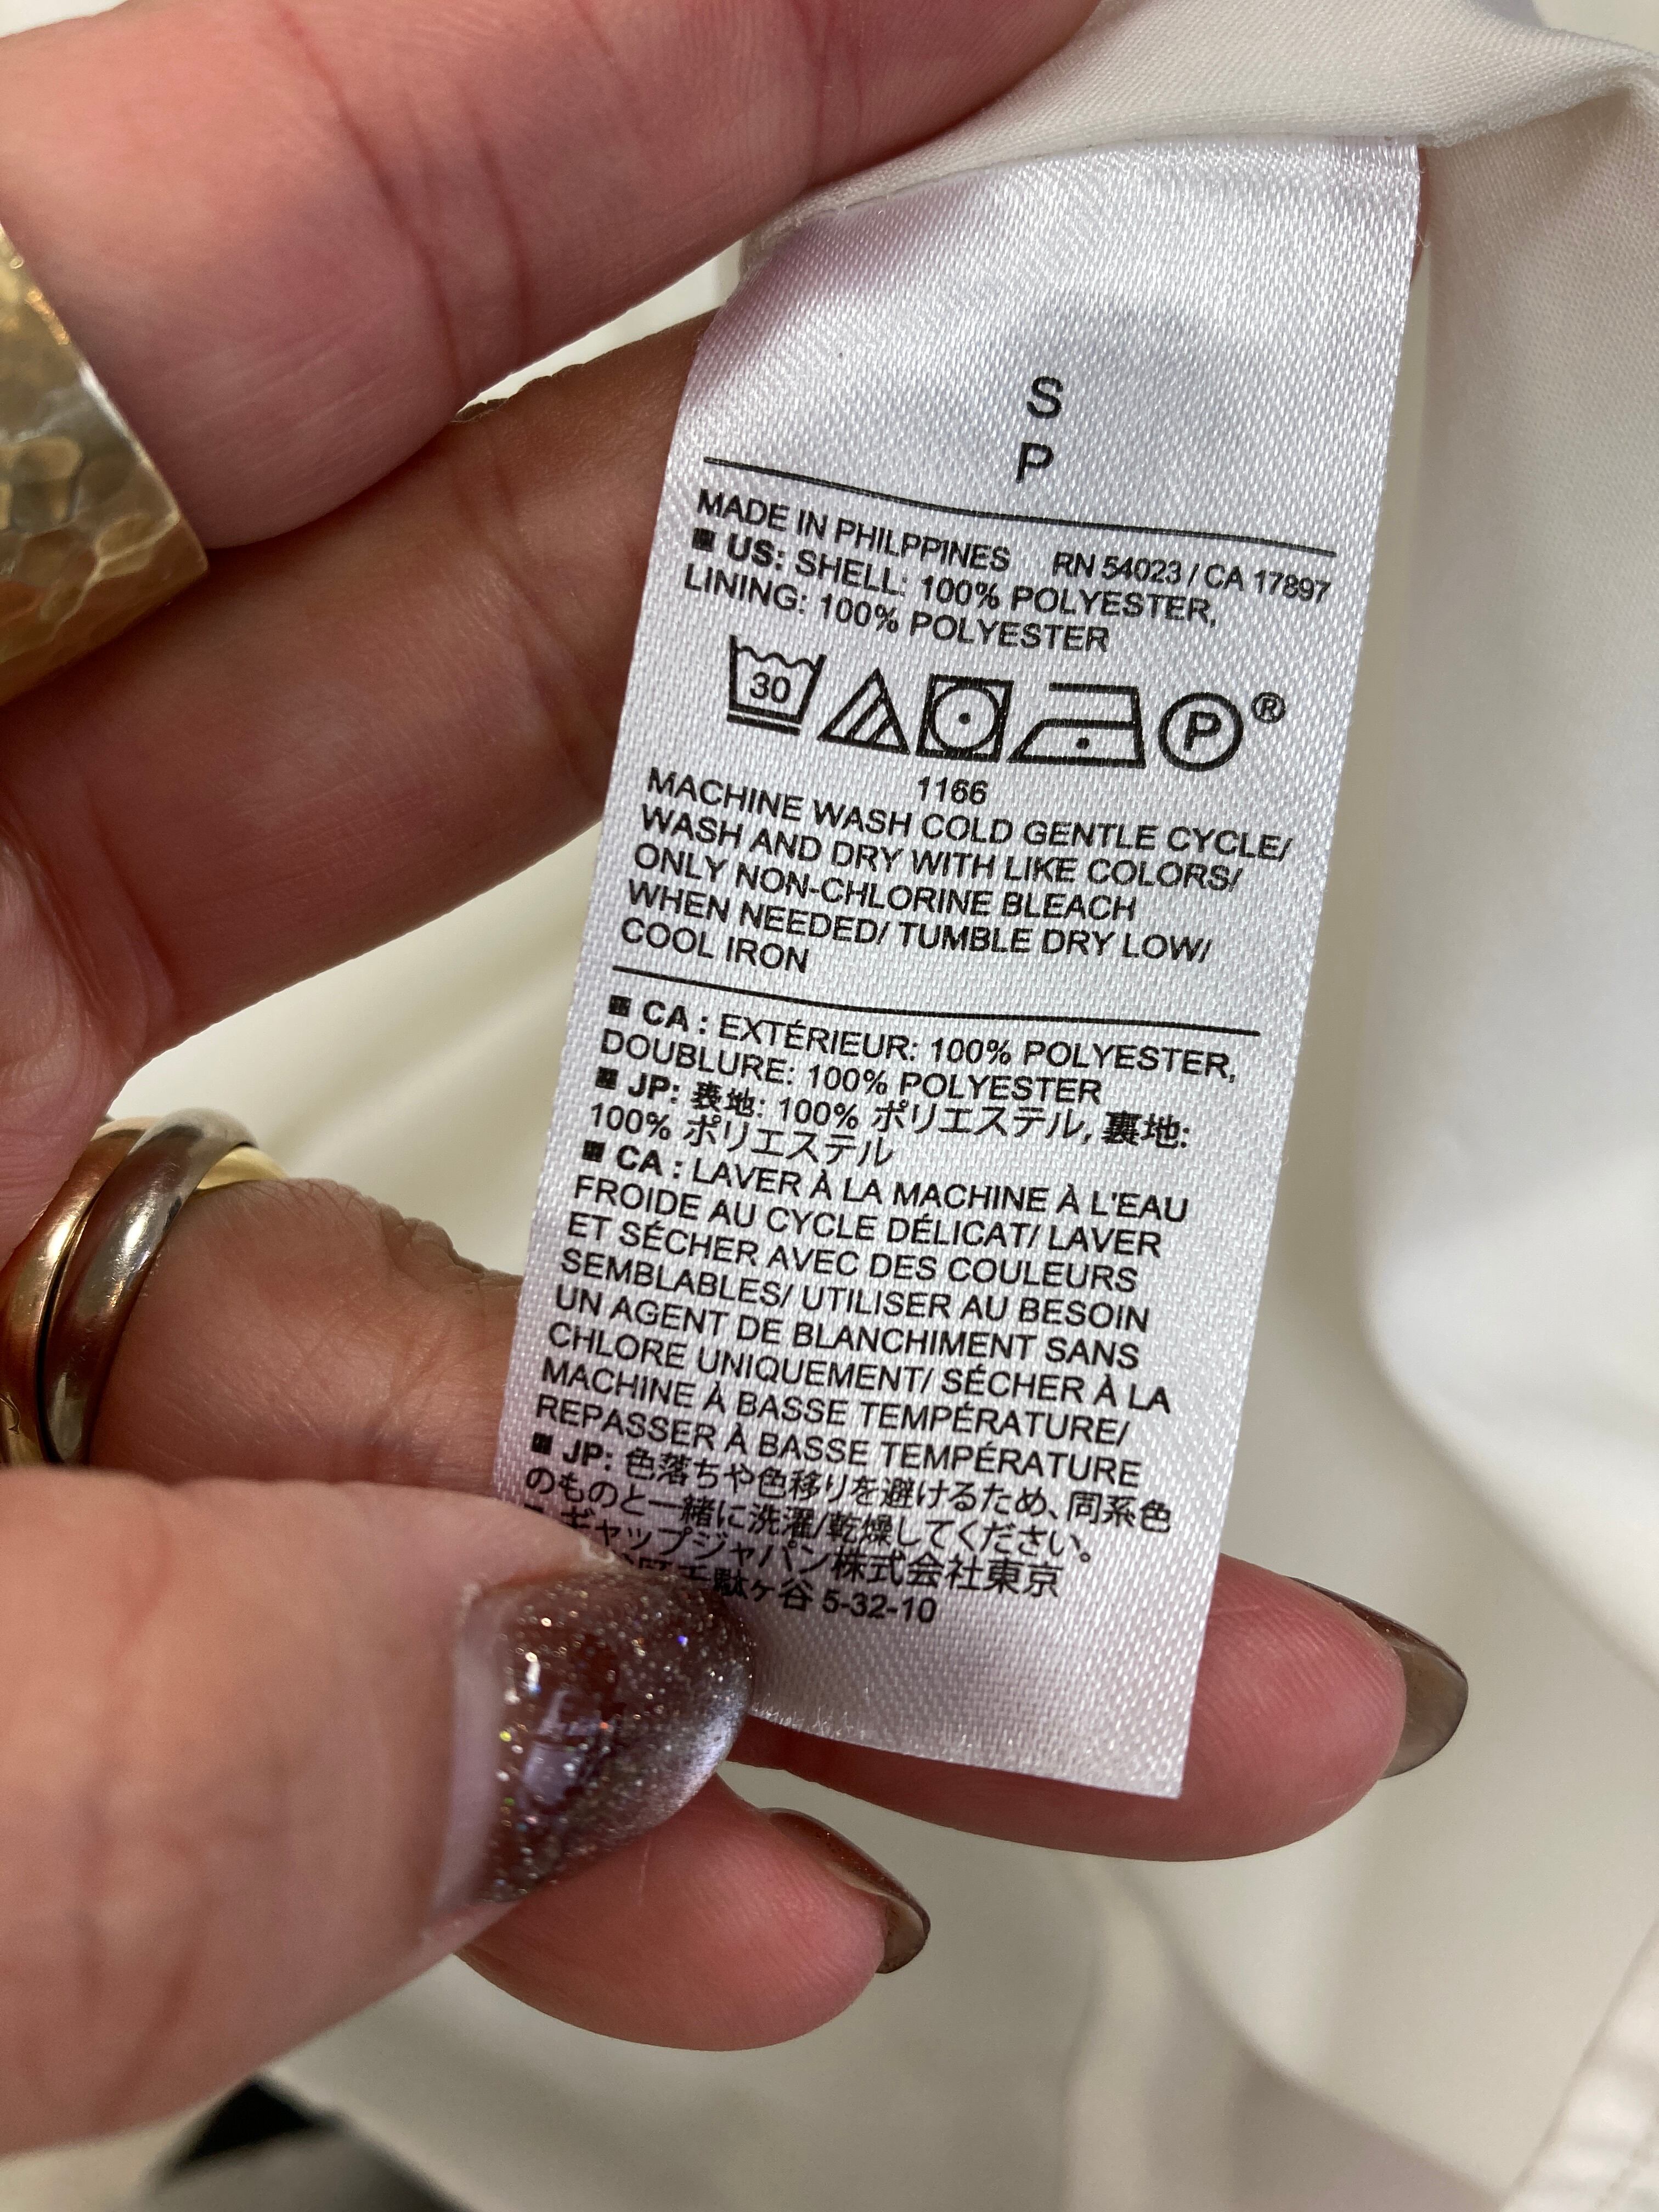 S
P
MADE IN PHILPPINES RN 54023 / CA 17897
US: SHELL: 100% POLYESTER,
LINING: 100% POLYESTER
30
P ®
1166
MACHINE WASH COLD GENTLE CYCLE/
WASH AND DRY WITH LIKE COLORS/
ONLY NON-CHLORINE BLEACH
WHEN NEEDED/ TUMBLE DRY LOW/
COOL IRON
CA : EXTÉRIEUR: 100% POLYESTER,
DOUBLURE: 100% POLYESTER
JP: 表地: 100% ポリエステル, 裏地:
100% ポリエステル
CA : LAVER À LA MACHINE À L'EAU
FROIDE AU CYCLE DÉLICAT/ LAVER
ET SÉCHER AVEC DES COULEURS
SEMBLABLES/ UTILISER AU BESOIN
UN AGENT DE BLANCHIMENT SANS
CHLORE UNIQUEMENT/ SÉCHER À LA
MACHINE À BASSE TEMPÉRATURE/
REPASSER À BASSE TEMPÉRATURE
JP: 色落ちや色移りを避けるため、同系色
のものと一緒に洗濯/乾燥してください。
ギャップジャパン株式会社東京
駄ヶ谷 5-32-10